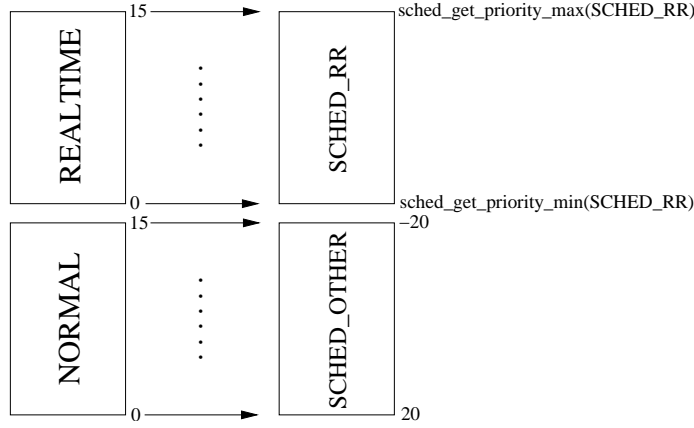 15
sched_get_priority_max(SCHED_RR)
REALTIME
SCHED_RR
0
sched_get_priority_min(SCHED_RR)
15
−20
NORMAL
SCHED_OTHER
0
20